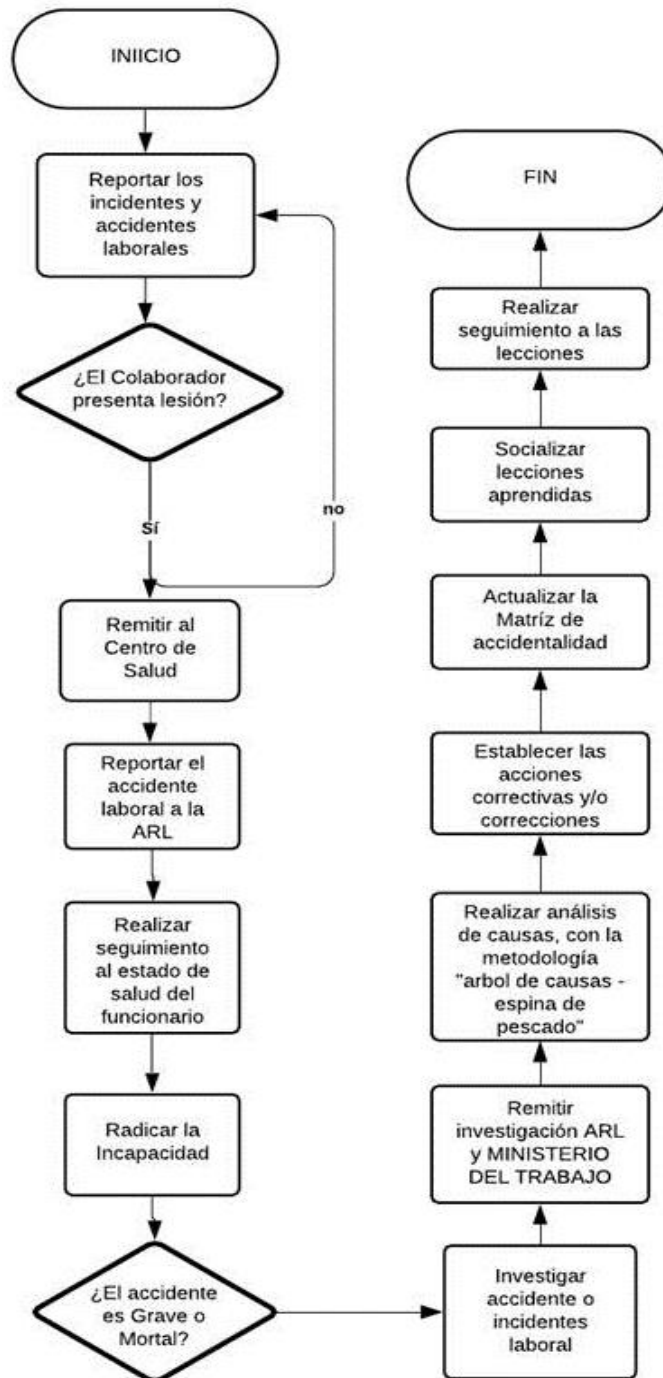 INIICIO
Reportar los
incidentes y
accidentes
laborales
¿El Colaborador
presenta lesión?
Sí
no
Remitir al
Centro de
Salud
Reportar el
accidente
laboral a la
ARL
Realizar
seguimiento
al estado de
salud del
funcionario
Radicar la
Incapacidad
¿El accidente
es Grave o
Mortal?
Investigar
accidente o
incidentes
laboral
Remitir
investigación ARL
y MINISTERIO
DEL TRABAJO
Realizar análisis
de causas, con la
metodología
"arbol de causas -
espina de
pescado"
Establecer las
acciones
correctivas y/o
correcciones
Actualizar la
Matríz de
accidentalidad
Socializar
lecciones
aprendidas
Realizar
seguimiento a las
lecciones
FIN